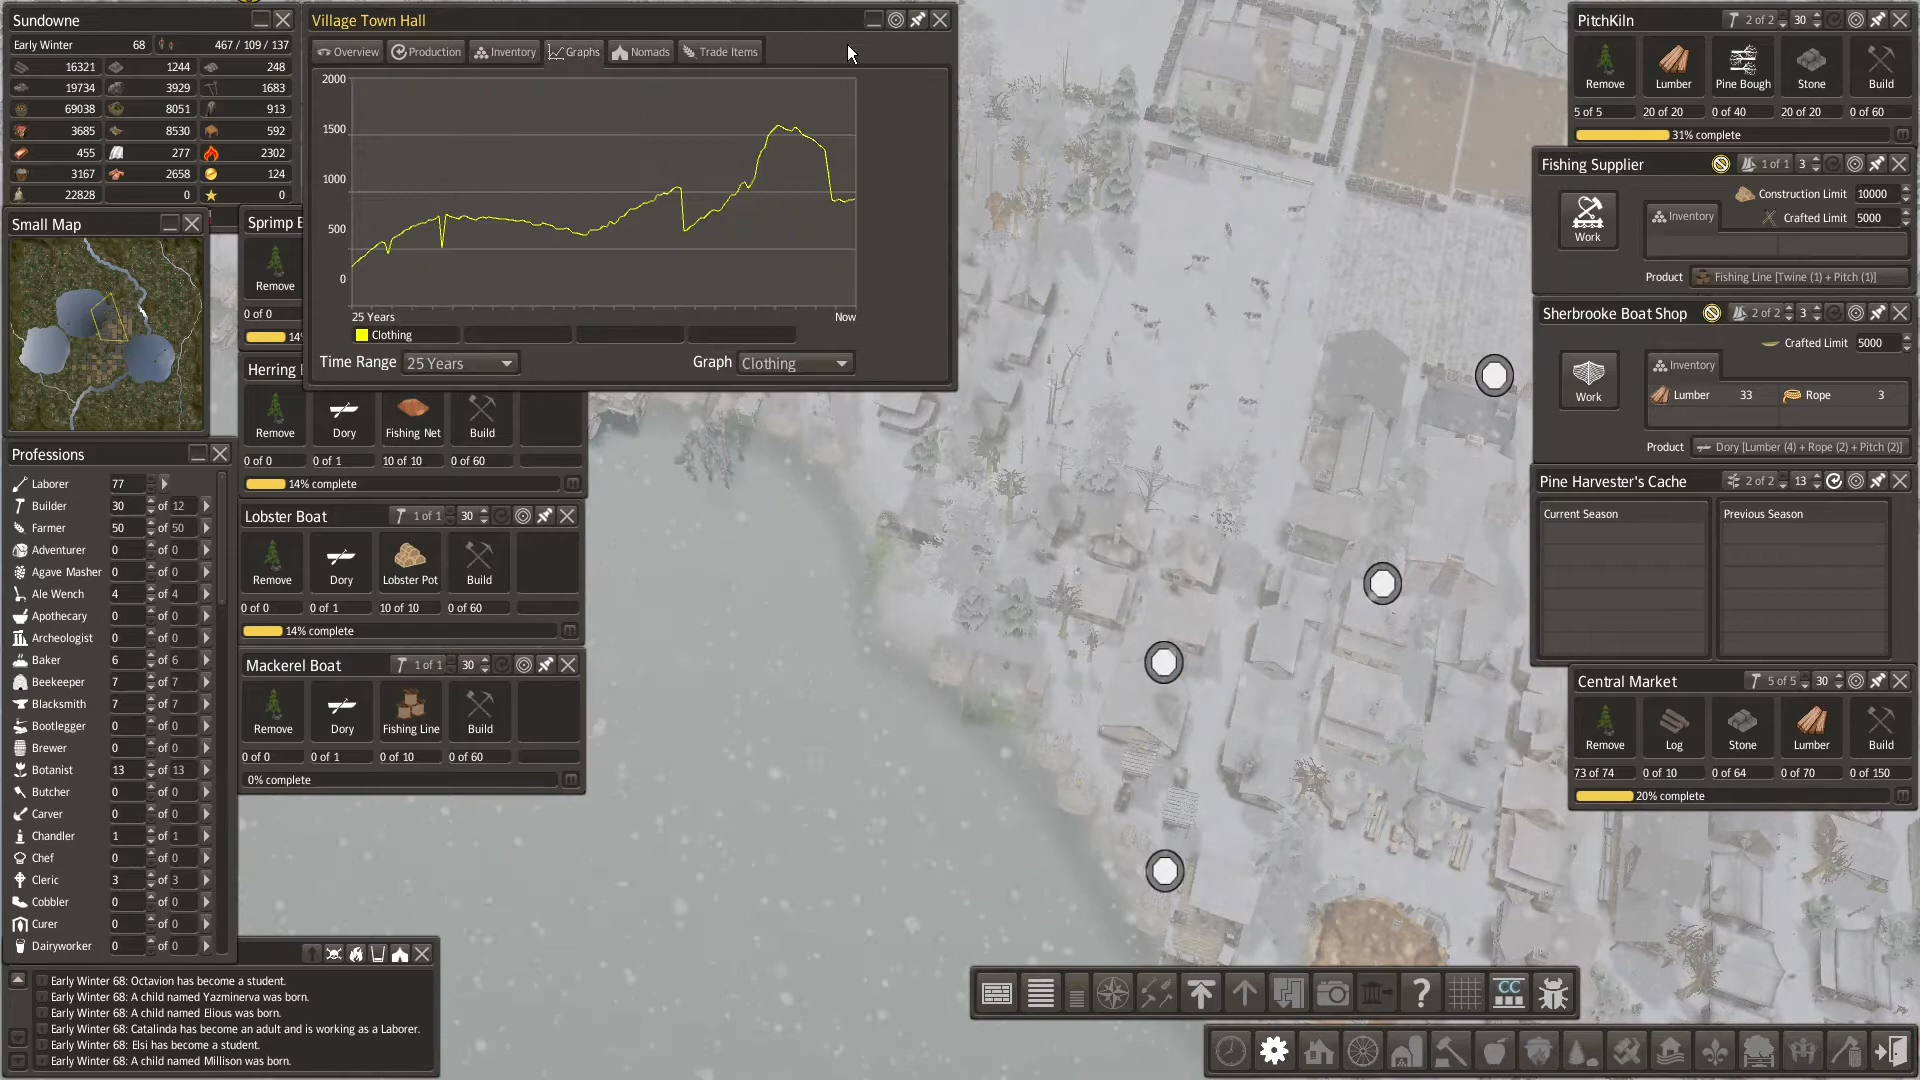 Sundowne
Early Winter 68 467 / 109 / 137
16321 1244 248
19734 3929 1683
69038 8051 913
3685 8530 592
455 277 2302
3167 2658 124
22828 0 0
Small Map
Village Town Hall
Overview Production Inventory Graphs Nomads Trade Items
2000
1500
1000
500
0
25 Years Now
Clothing
Time Range 25 Years Graph Clothing
Sprimp
Remove
0 of 0
14
Herring
Remove Dory Fishing Net Build
0 of 0 0 of 1 10 of 10 0 of 60
14% complete
Lobster Boat 1 of 1 30
Remove Dory Lobster Pot Build
0 of 0 0 of 1 10 of 10 0 of 60
14% complete
Mackerel Boat 1 of 1 30
Remove Dory Fishing Line Build
0 of 0 0 of 1 0 of 10 0 of 60
0% complete
Professions
Laborer 77
Builder 30 of 12
Farmer 50 of 50
Adventurer 0 of 0
Agave Masher 0 of 0
Ale Wench 4 of 4
Apothecary 0 of 0
Archeologist 0 of 0
Baker 6 of 6
Beekeeper 7 of 7
Blacksmith 7 of 7
Bootlegger 0 of 0
Brewer 0 of 0
Botanist 13 of 13
Butcher 0 of 0
Carver 0 of 0
Chandler 1 of 1
Chef 0 of 0
Cleric 3 of 3
Cobbler 0 of 0
Curer 0 of 0
Dairyworker 0 of 0
Early Winter 68: Octavion has become a student.
Early Winter 68: A child named Yazminerva was born.
Early Winter 68: A child named Elious was born.
Early Winter 68: Catalinda has become an adult and is working as a Laborer.
Early Winter 68: Elsi has become a student.
Early Winter 68: A child named Millison was born.
PitchKiln 2 of 2 30
Remove Lumber Pine Bough Stone Build
5 of 5 20 of 20 0 of 40 20 of 20 0 of 60
31% complete
Fishing Supplier 1 of 1 3
Construction Limit 10000
Crafted Limit 5000
Work
Inventory
Product Fishing Line [Twine (1) + Pitch (1)]
Sherbrooke Boat Shop 2 of 2 3
Crafted Limit 5000
Work
Inventory
Lumber 33 Rope 3
Product Dory [Lumber (4) + Rope (2) + Pitch (2)]
Pine Harvester's Cache 2 of 2 13
Current Season Previous Season
Central Market 5 of 5 30
Remove Log Stone Lumber Build
73 of 74 0 of 10 0 of 64 0 of 70 0 of 150
20% complete
? CC